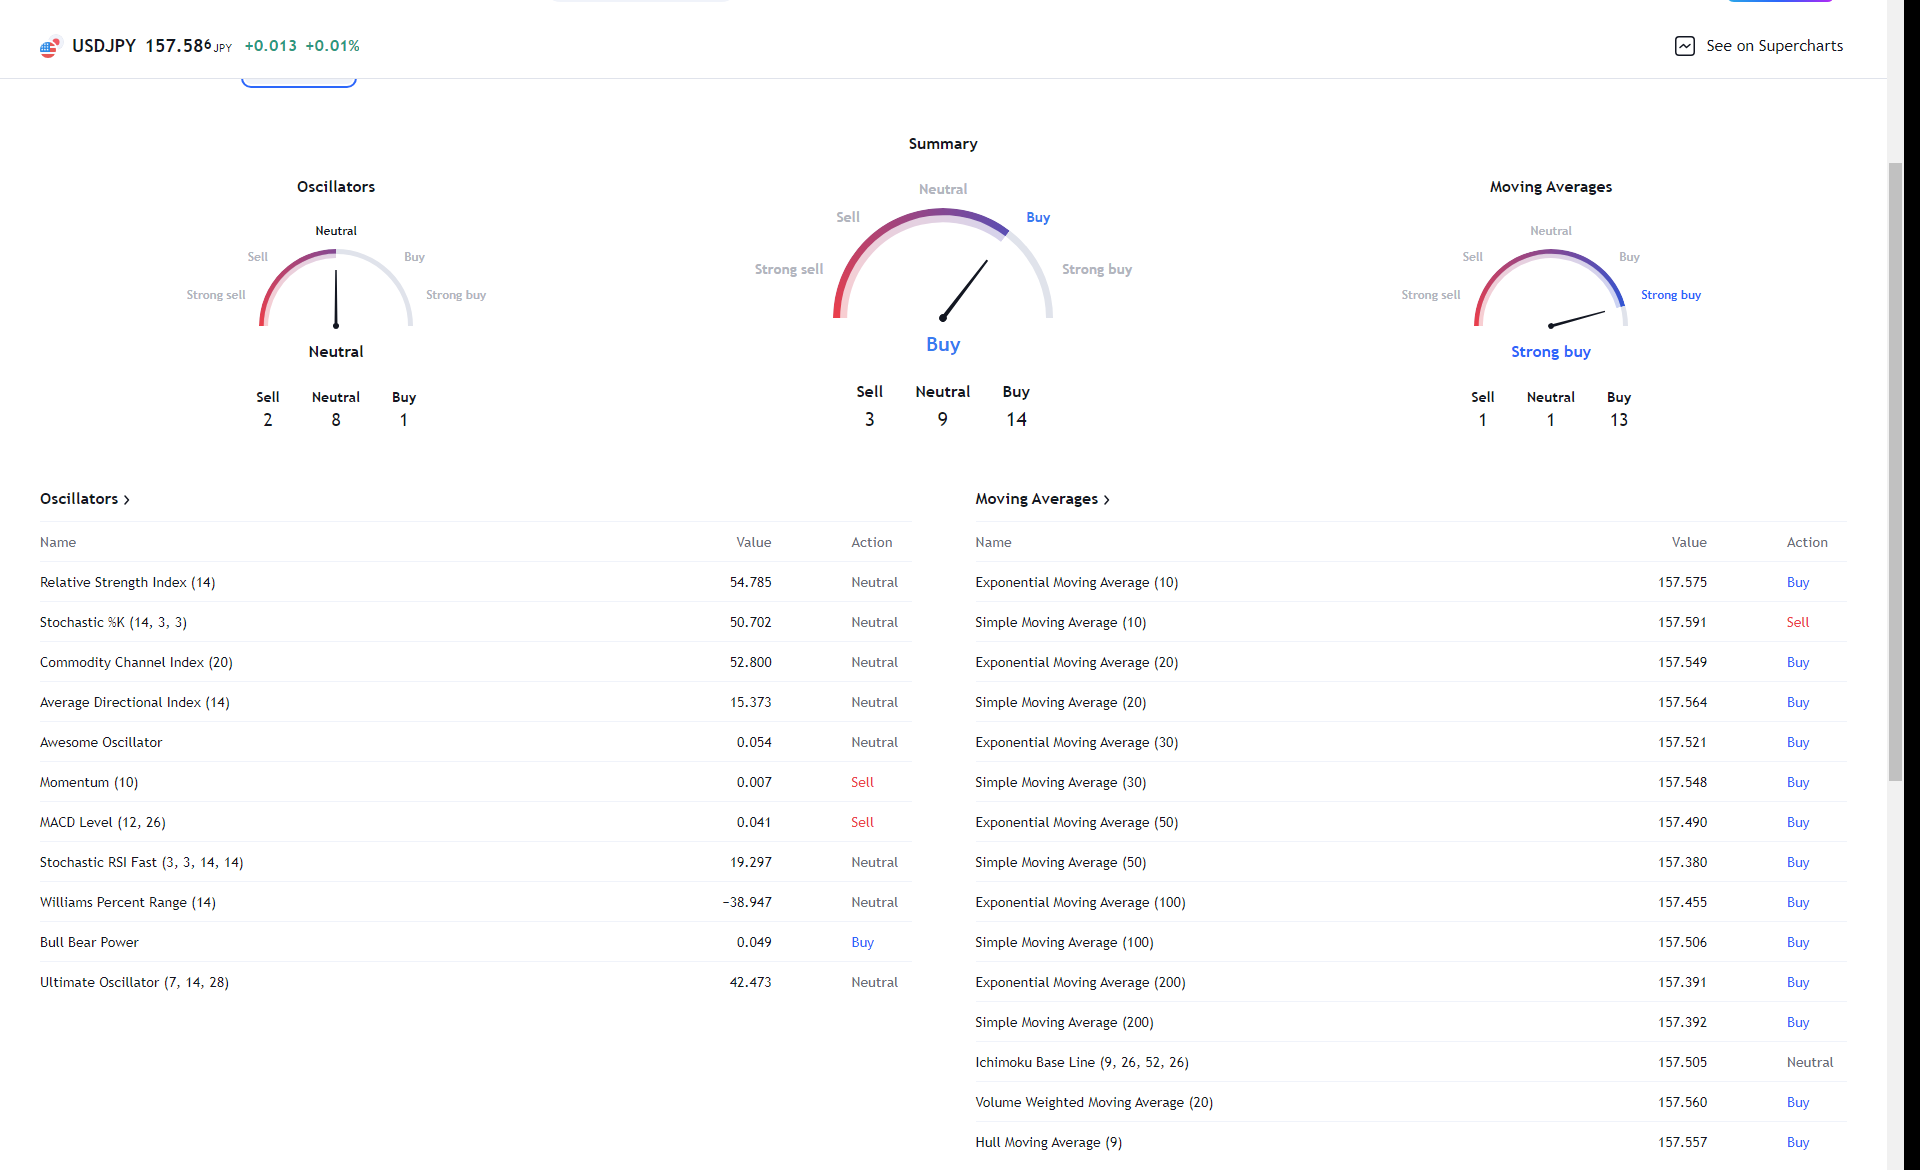 USDJPY 157.586 JPY +0.013 +0.01%
See on Supercharts
Summary
Oscillators
Neutral
Sell
Buy
Strong sell
Strong buy
Neutral
Sell Neutral Buy
2 8 1
Neutral
Sell
Buy
Strong sell
Strong buy
Buy
Sell Neutral Buy
3 9 14
Moving Averages
Neutral
Sell
Buy
Strong sell
Strong buy
Strong buy
Sell Neutral Buy
1 1 13
Oscillators ›
Name Value Action
Relative Strength Index (14) 54.785 Neutral
Stochastic %K (14, 3, 3) 50.702 Neutral
Commodity Channel Index (20) 52.800 Neutral
Average Directional Index (14) 15.373 Neutral
Awesome Oscillator 0.054 Neutral
Momentum (10) 0.007 Sell
MACD Level (12, 26) 0.041 Sell
Stochastic RSI Fast (3, 3, 14, 14) 19.297 Neutral
Williams Percent Range (14) −38.947 Neutral
Bull Bear Power 0.049 Buy
Ultimate Oscillator (7, 14, 28) 42.473 Neutral
Moving Averages ›
Name Value Action
Exponential Moving Average (10) 157.575 Buy
Simple Moving Average (10) 157.591 Sell
Exponential Moving Average (20) 157.549 Buy
Simple Moving Average (20) 157.564 Buy
Exponential Moving Average (30) 157.521 Buy
Simple Moving Average (30) 157.548 Buy
Exponential Moving Average (50) 157.490 Buy
Simple Moving Average (50) 157.380 Buy
Exponential Moving Average (100) 157.455 Buy
Simple Moving Average (100) 157.506 Buy
Exponential Moving Average (200) 157.391 Buy
Simple Moving Average (200) 157.392 Buy
Ichimoku Base Line (9, 26, 52, 26) 157.505 Neutral
Volume Weighted Moving Average (20) 157.560 Buy
Hull Moving Average (9) 157.557 Buy